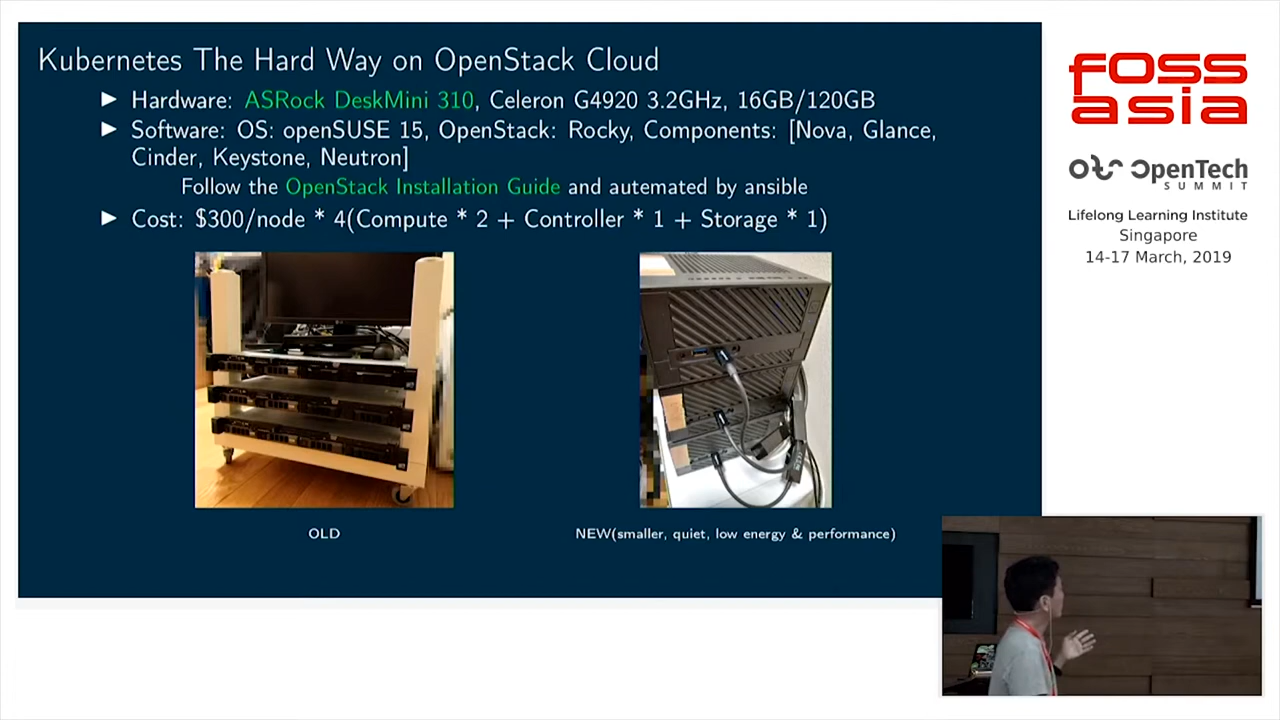 Kubernetes The Hard Way on OpenStack Cloud
► Hardware: ASRock DeskMini 310, Celeron G4920 3.2GHz, 16GB/120GB
► Software: OS: openSUSE 15, OpenStack: Rocky, Components: [Nova, Glance,
Cinder, Keystone, Neutron]
Follow the OpenStack Installation Guide and automated by ansible
► Cost: $300/node * 4(Compute * 2 + Controller * 1 + Storage * 1)
OLD
NEW(smaller, quiet, low energy & performance)
FOSS
asia
OpenTech
SUMMIT
Lifelong Learning Institute
Singapore
14-17 March, 2019